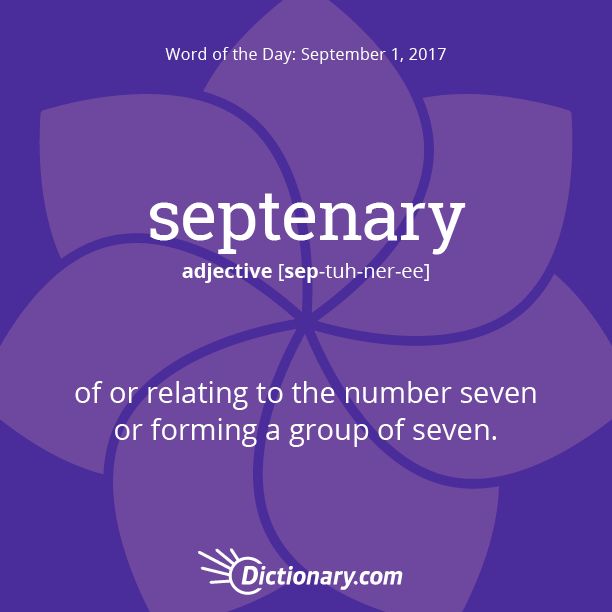 Word of the Day: September 1, 2017
septenary
adjective [sep-tuh-ner-ee]
of or relating to the number seven
or forming a group of seven.
Dictionary.com